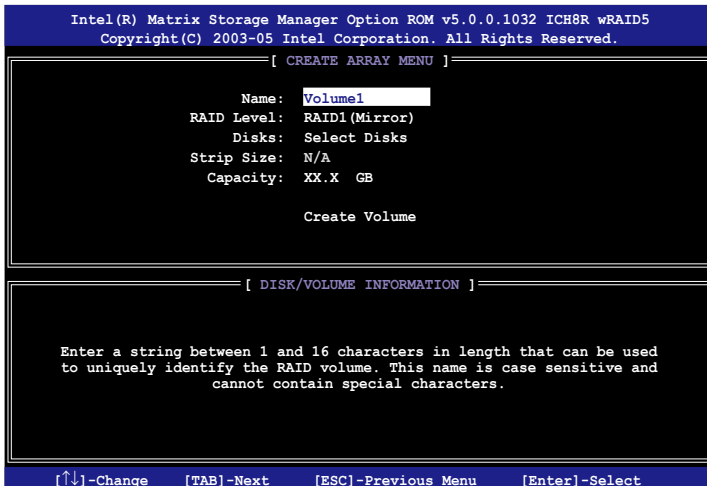 Intel(R) Matrix Storage Manager Option ROM v5.0.0.1032 ICH8R wRAID5
Copyright(C) 2003-05 Intel Corporation. All Rights Reserved.
[ CREATE ARRAY MENU ]
Name: Volume1
RAID Level: RAID1(Mirror)
Disks: Select Disks
Strip Size: N/A
Capacity: XX.X GB
Create Volume
[ DISK/VOLUME INFORMATION ]
Enter a string between 1 and 16 characters in length that can be used
to uniquely identify the RAID volume. This name is case sensitive and
cannot contain special characters.
[↑↓]-Change [TAB]-Next [ESC]-Previous Menu [Enter]-Select